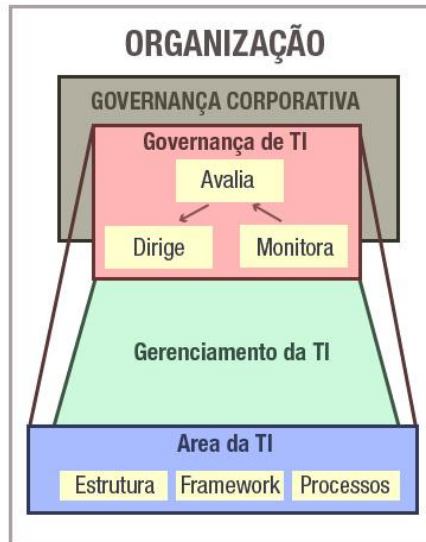 ORGANIZAÇÃO
GOVERNANÇA CORPORATIVA
Governança de TI
Avalia
Dirige
Monitora
Gerenciamento da TI
Area da TI
Estrutura
Framework
Processos